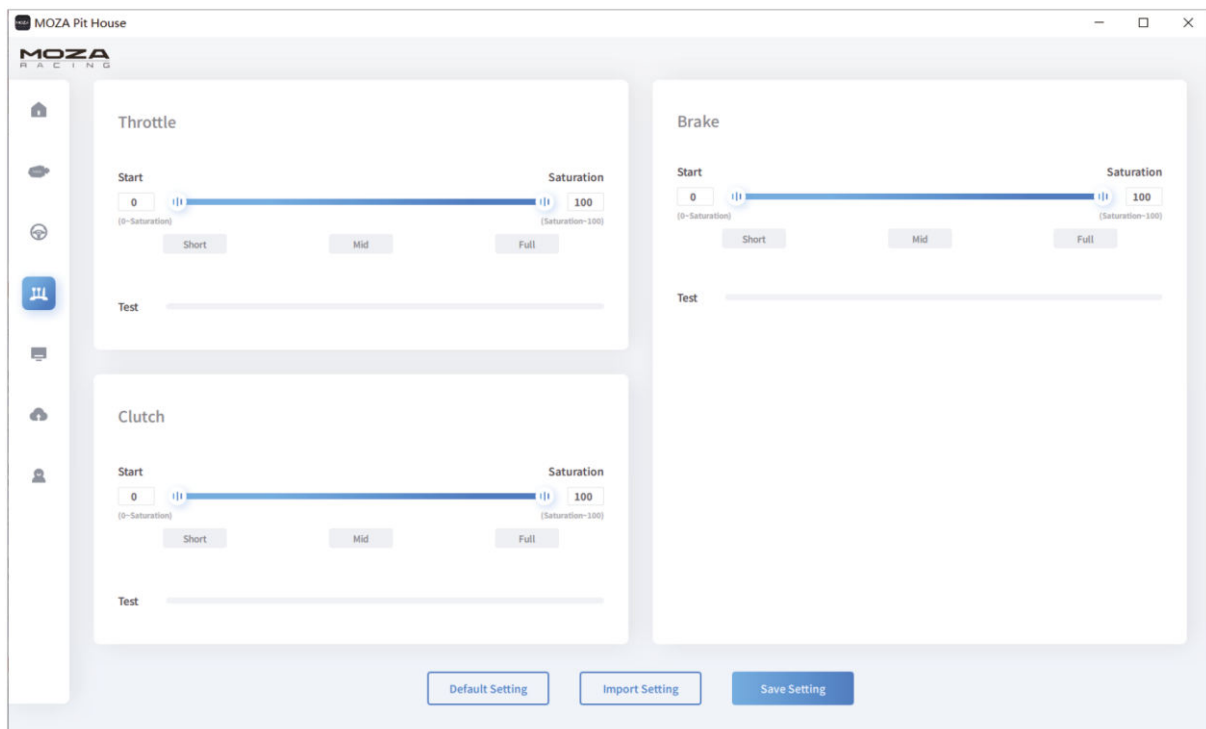 MOZA Pit House
MOZA
RACING
Throttle
Start Saturation
0 100
(0~Saturation) (Saturation~100)
Short Mid Full
Test
Clutch
Start Saturation
0 100
(0~Saturation) (Saturation~100)
Short Mid Full
Test
Brake
Start Saturation
0 100
(0~Saturation) (Saturation~100)
Short Mid Full
Test
Default Setting Import Setting Save Setting